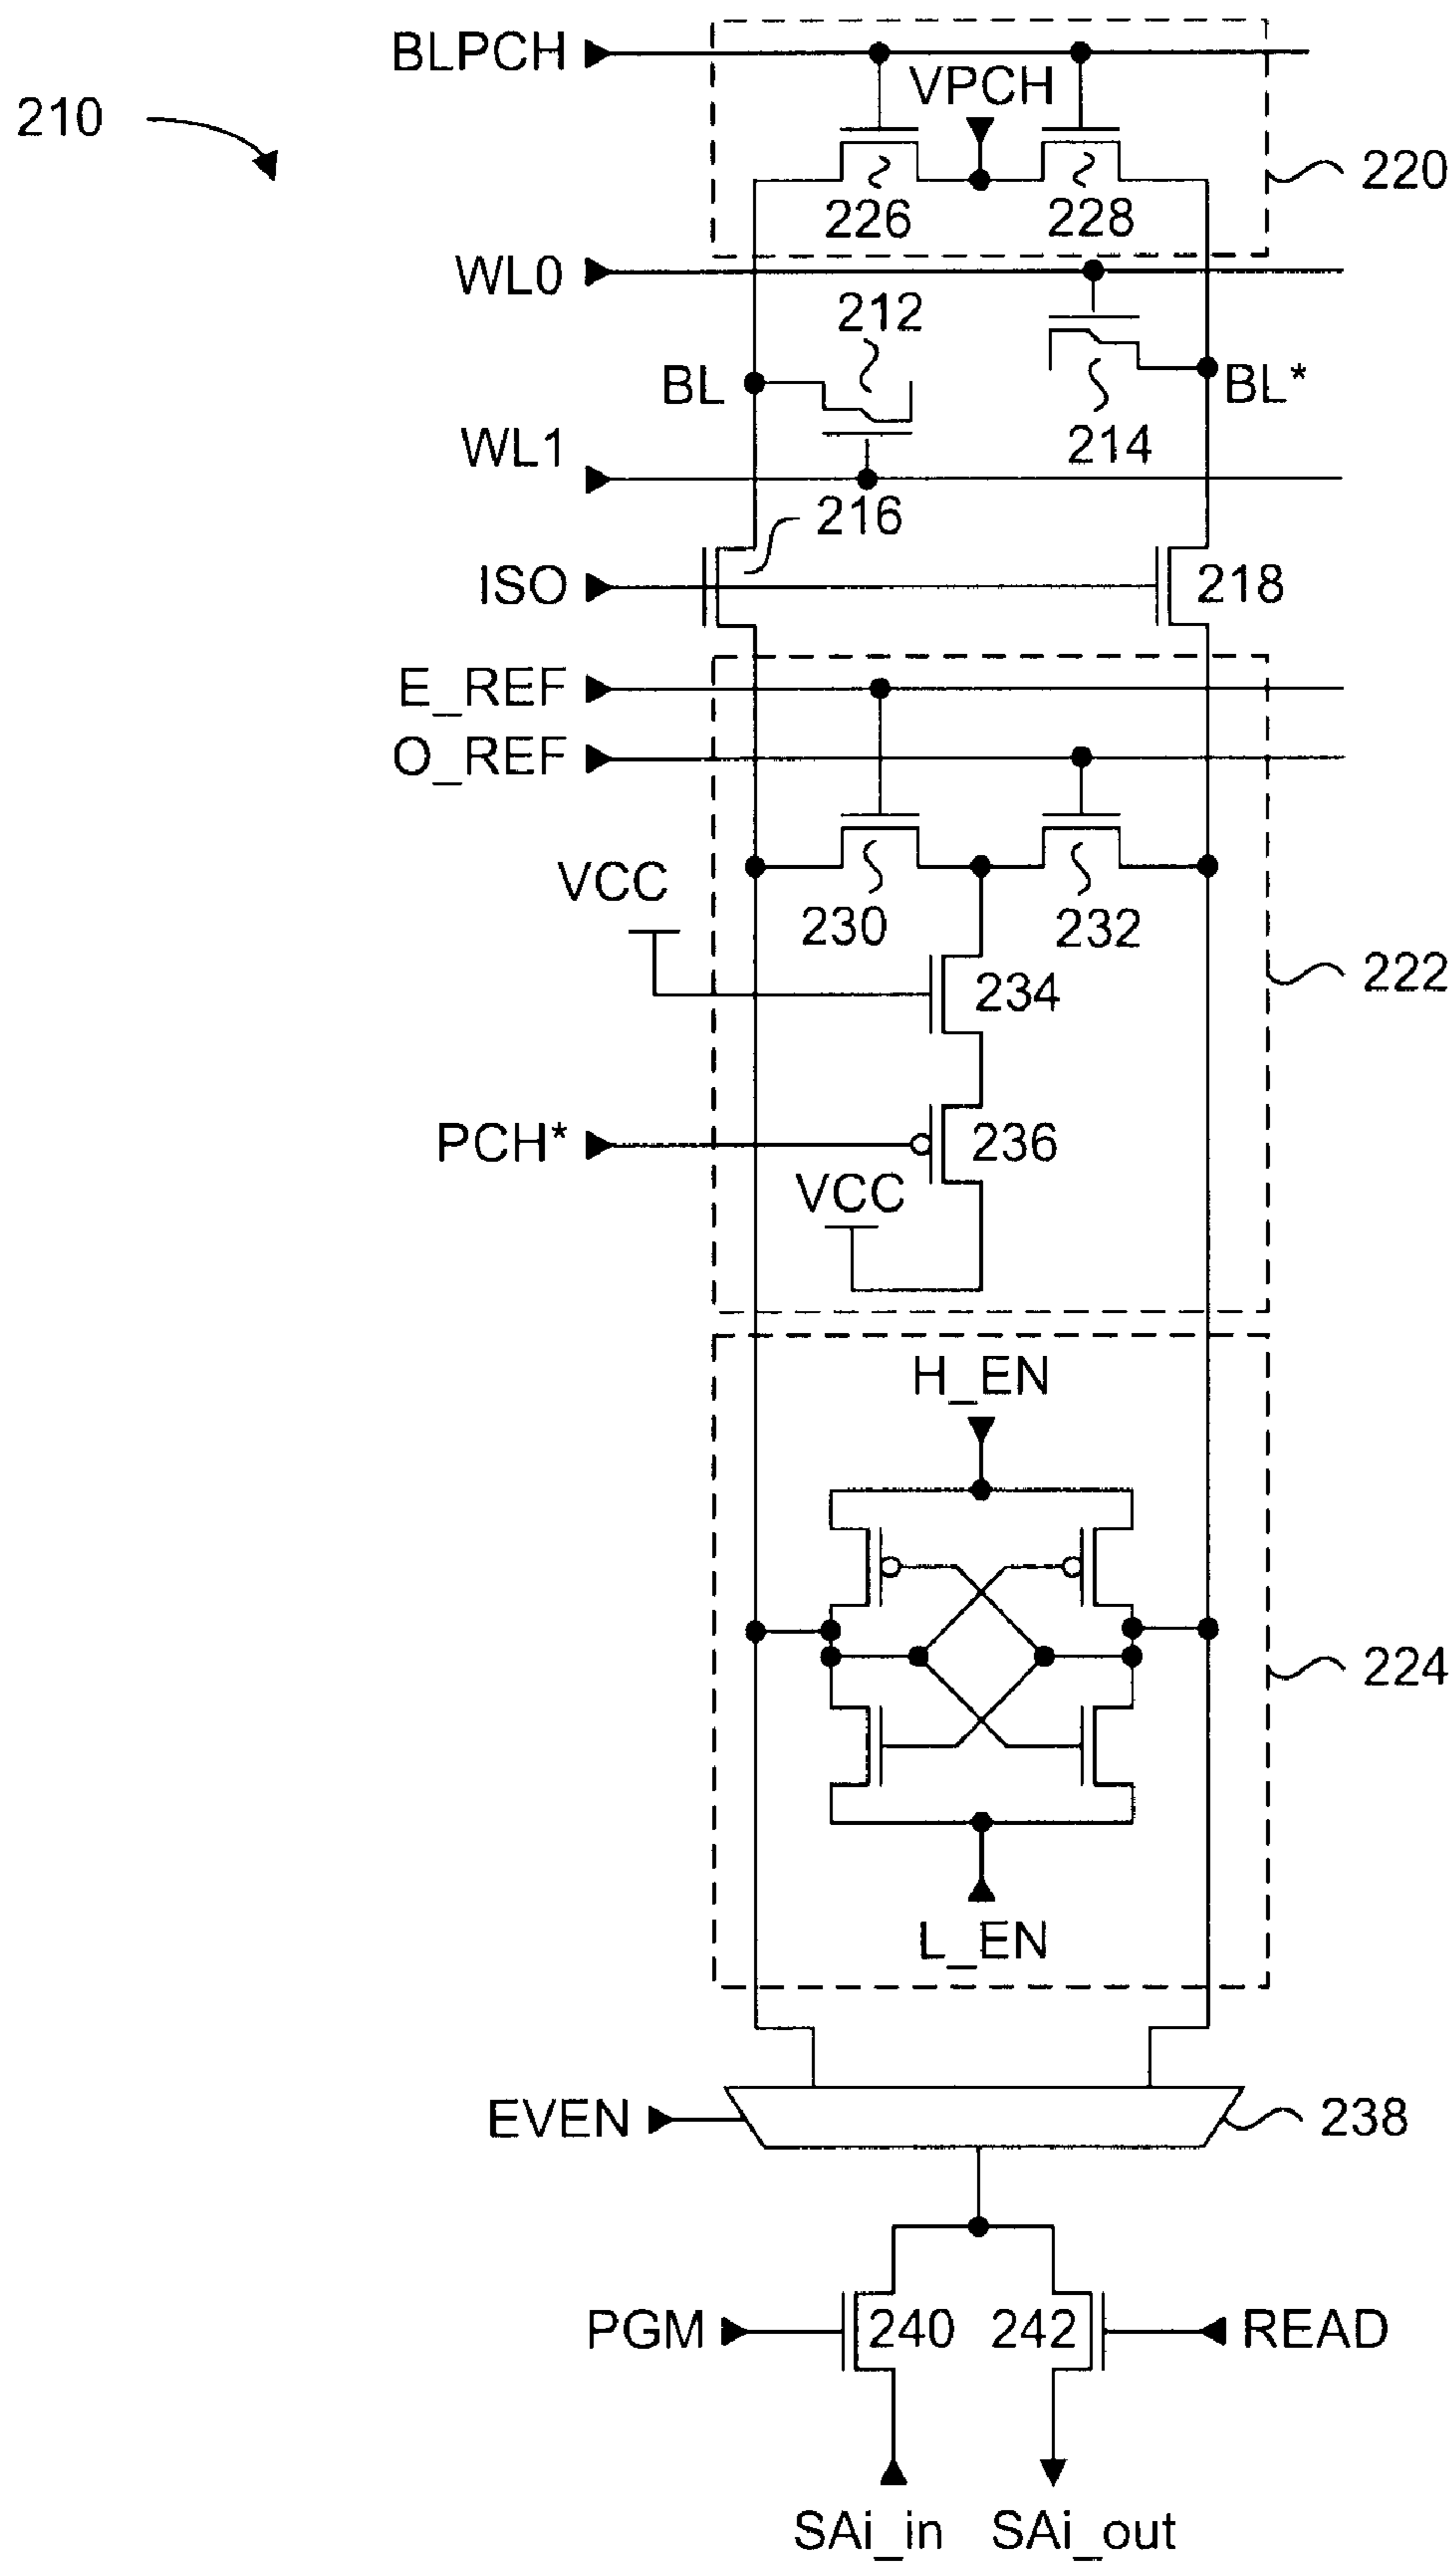 BLPCH
VPCH
210
220
226
228
WL0
212
BL
BL*
214
WL1
216
ISO
218
E_REF
O_REF
VCC
230
232
222
234
PCH*
236
VCC
H_EN
224
L_EN
EVEN
238
PGM
240
242
READ
SAi_in
SAi_out